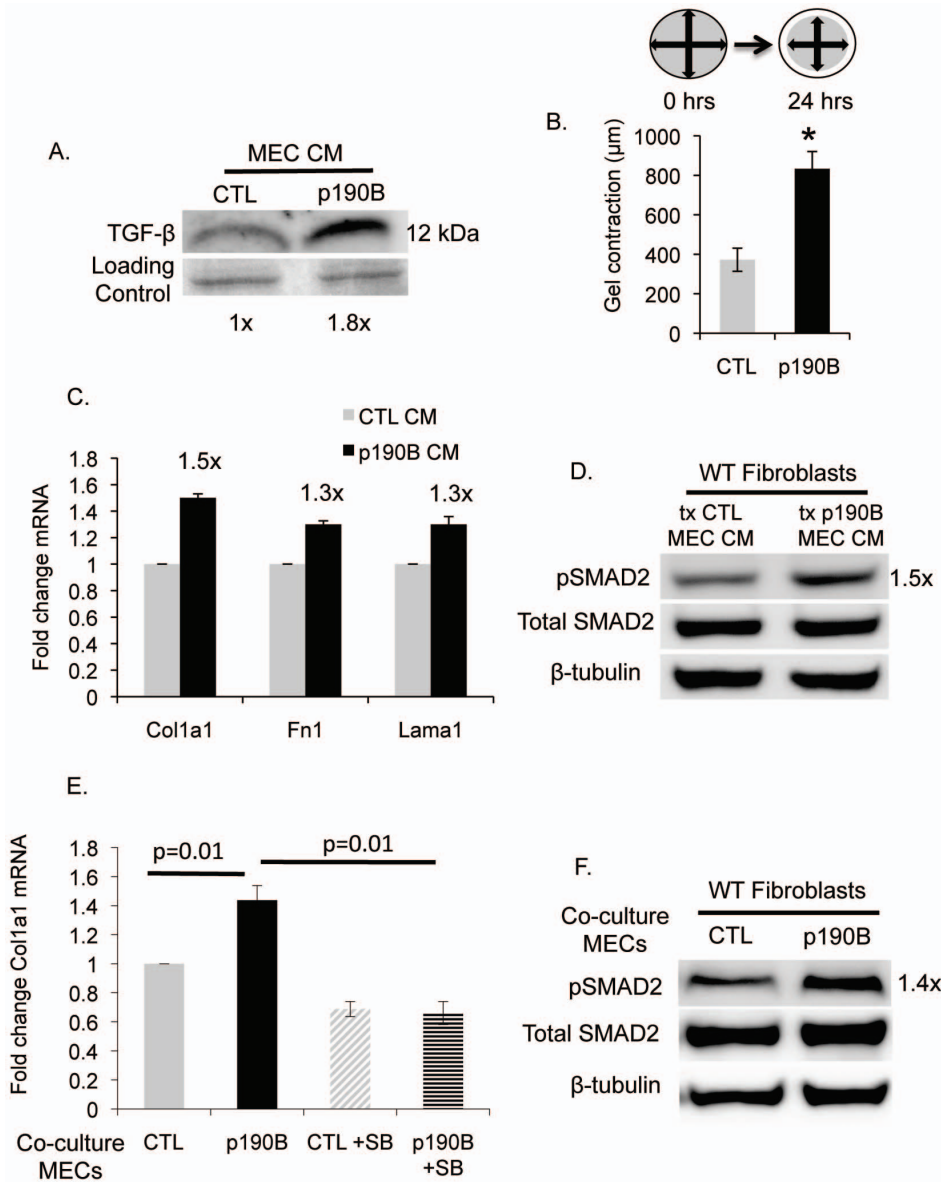 0 hrs
24 hrs
A.
MEC CM
CTL
p190B
TGF-β
12 kDa
Loading
Control
1x
1.8x
B.
Gel contraction (μm)
1000
800
600
400
200
0
*
CTL
p190B
C.
CTL CM
p190B CM
Fold change mRNA
1.8
1.6
1.4
1.2
1
0.8
0.6
0.4
0.2
0
1.5x
1.3x
1.3x
Col1a1
Fn1
Lama1
D.
WT Fibroblasts
tx CTL
MEC CM
tx p190B
MEC CM
pSMAD2
1.5x
Total SMAD2
β-tubulin
E.
Fold change Col1a1 mRNA
1.8
1.6
1.4
1.2
1
0.8
0.6
0.4
0.2
0
p=0.01
p=0.01
Co-culture
MECs
CTL
p190B
CTL +SB
p190B
+SB
F.
WT Fibroblasts
Co-culture
MECs
CTL
p190B
pSMAD2
1.4x
Total SMAD2
β-tubulin